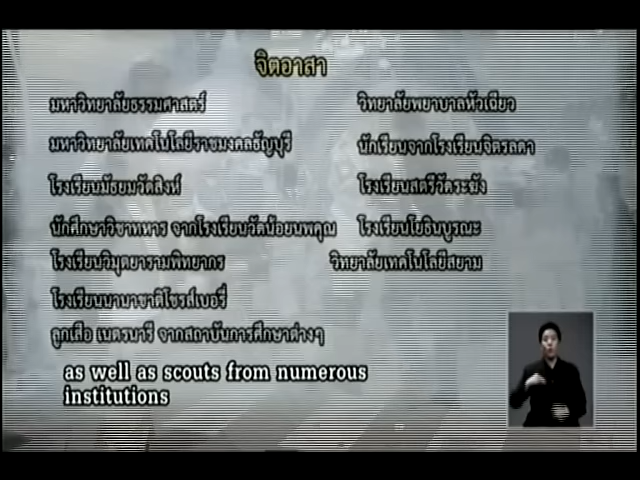 จิตอาสา
มหาวิทยาลัยธรรมศาสตร์
วิทยาลัยพยาบาลหัวเฉียว
มหาวิทยาลัยเทคโนโลยีราชมงคลธัญบุรี
นักเรียนจากโรงเรียนจิตรลดา
โรงเรียนมัธยมวัดสิงห์
โรงเรียนสตรีวัดระฆัง
นักศึกษาวิชาทหาร จากโรงเรียนวัดน้อยนพคุณ
โรงเรียนโยธินบูรณะ
โรงเรียนวิมุตยารามพิทยากร
วิทยาลัยเทคโนโลยีสยาม
โรงเรียนนานาชาติโชรส์เบอรี่
ลูกเสือ เนตรนารี จากสถาบันการศึกษาต่างๆ
as well as scouts from numerous
institutions